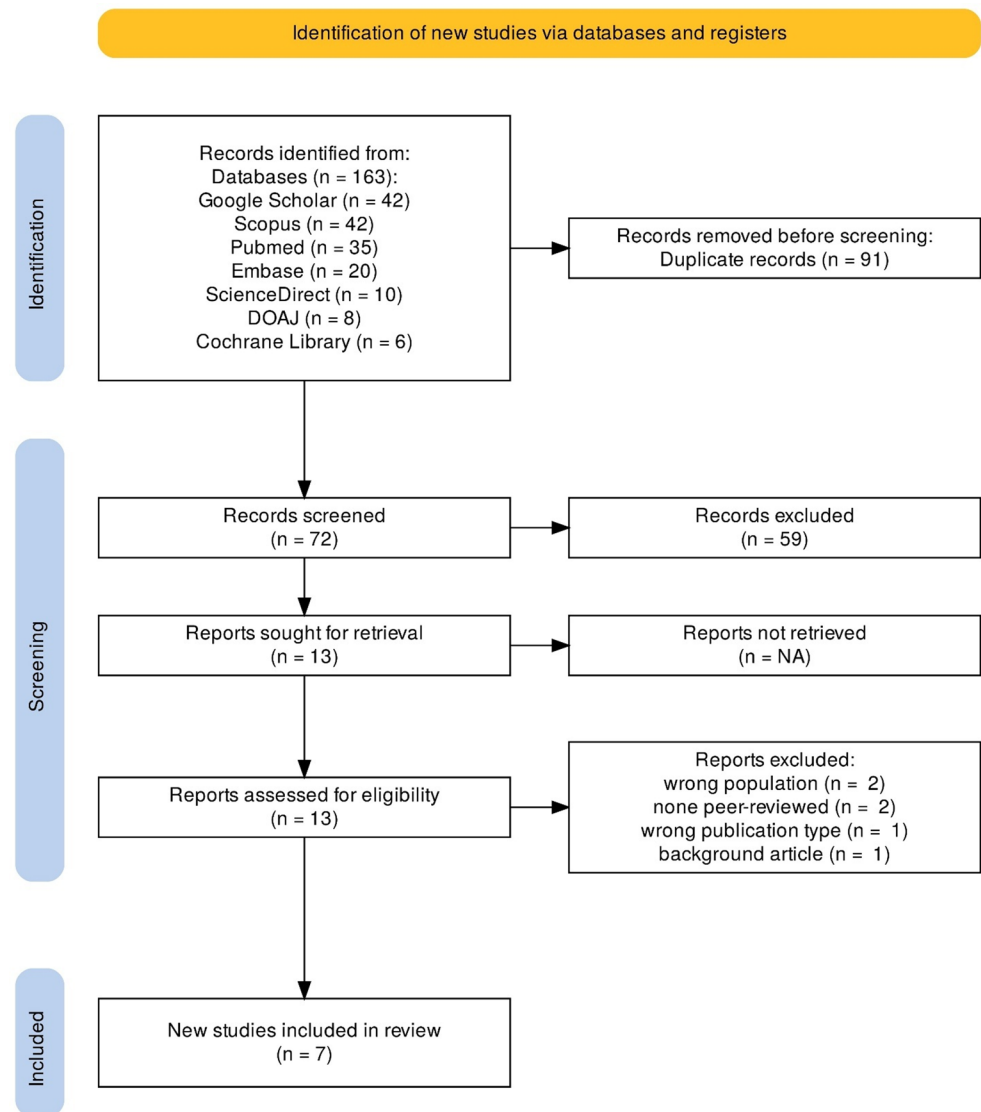 Identification of new studies via databases and registers
Identification
Records identified from:
Databases (n = 163):
Google Scholar (n = 42)
Scopus (n = 42)
Pubmed (n = 35)
Embase (n = 20)
ScienceDirect (n = 10)
DOAJ (n = 8)
Cochrane Library (n = 6)
Records removed before screening:
Duplicate records (n = 91)
Screening
Records screened
(n = 72)
Records excluded
(n = 59)
Reports sought for retrieval
(n = 13)
Reports not retrieved
(n = NA)
Reports assessed for eligibility
(n = 13)
Reports excluded:
wrong population (n =  2)
none peer-reviewed (n =  2)
wrong publication type (n =  1)
background article (n =  1)
Included
New studies included in review
(n = 7)